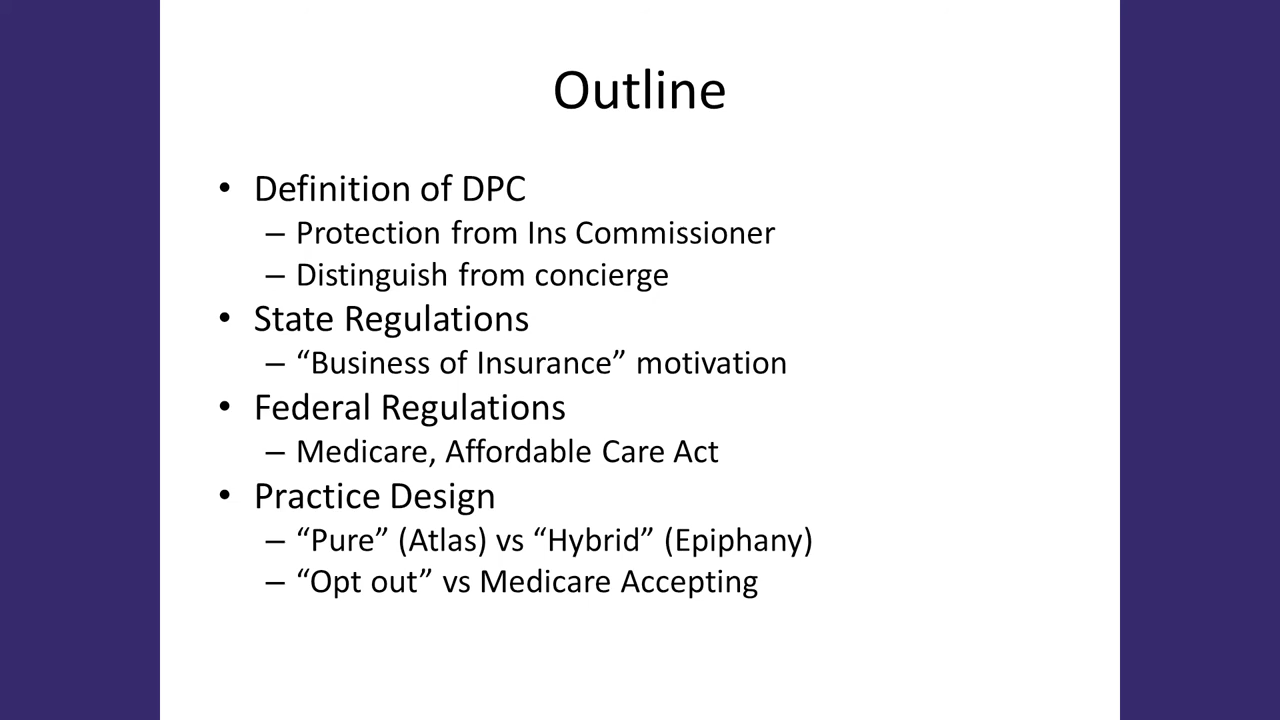 Outline
• Definition of DPC
– Protection from Ins Commissioner
– Distinguish from concierge
• State Regulations
– “Business of Insurance” motivation
• Federal Regulations
– Medicare, Affordable Care Act
• Practice Design
– “Pure” (Atlas) vs “Hybrid” (Epiphany)
– “Opt out” vs Medicare Accepting